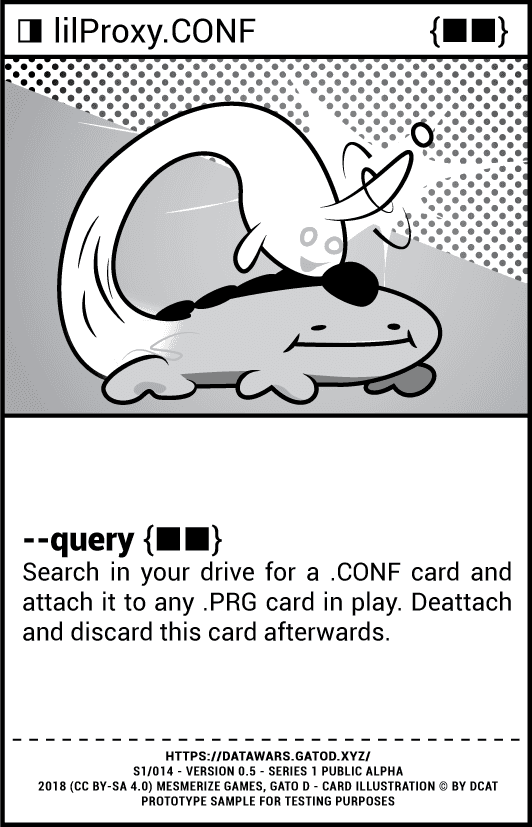 lilProxy.CONF {■■}
--query {■■}
Search in your drive for a .CONF card and
attach it to any .PRG card in play. Deattach
and discard this card afterwards.
HTTPS://DATAWARS.GATOD.XYZ/
S1/014 - VERSION 0.5 - SERIES 1 PUBLIC ALPHA
2018 (CC BY-SA 4.0) MESMERIZE GAMES, GATO D - CARD ILLUSTRATION © BY DCAT
PROTOTYPE SAMPLE FOR TESTING PURPOSES